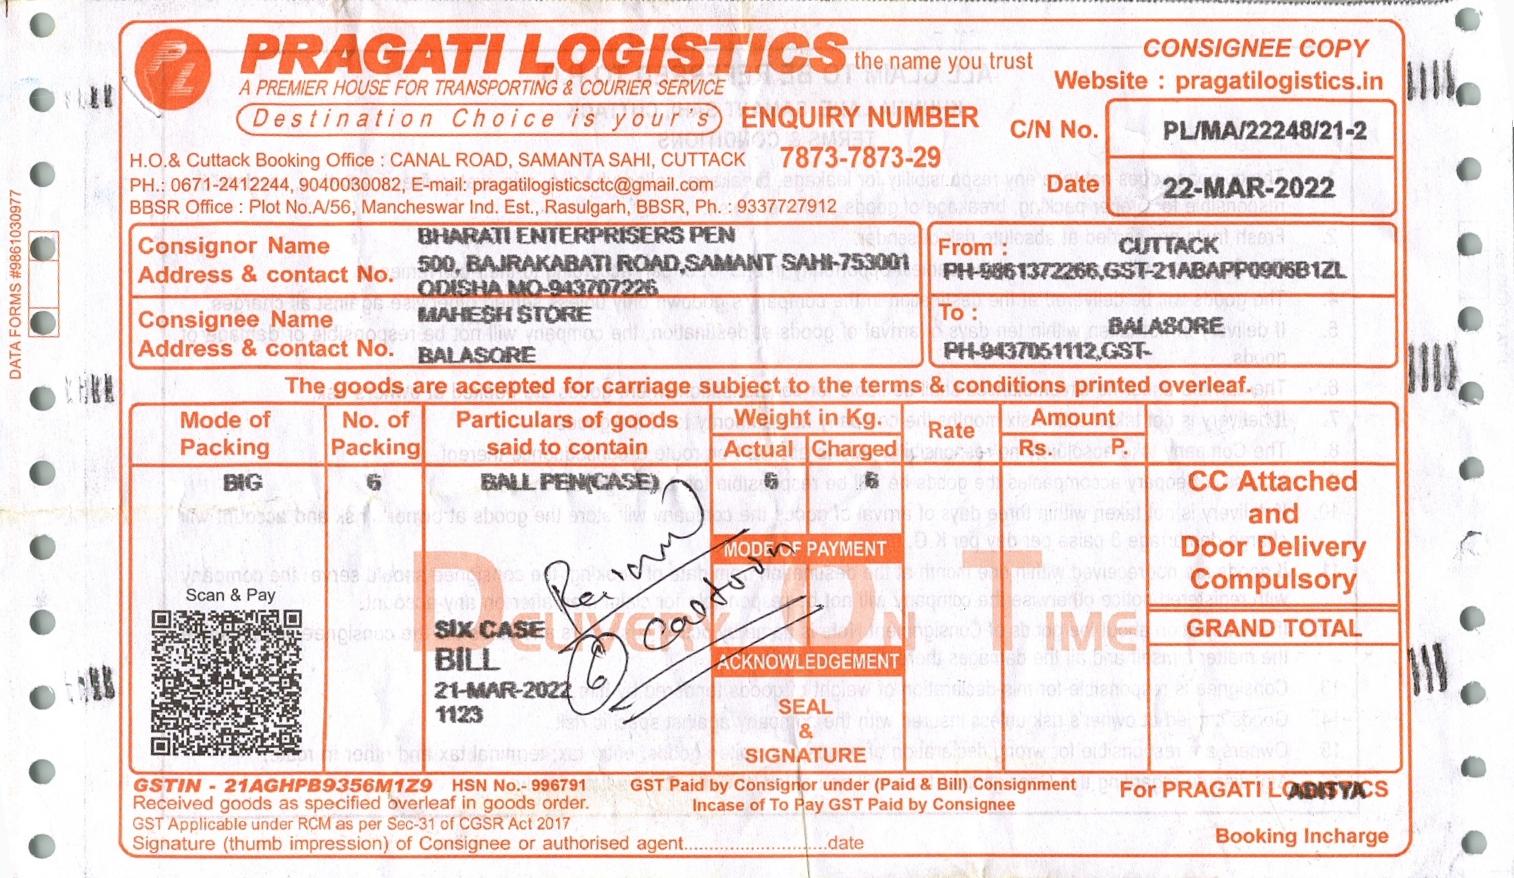 PRAGATI LOGISTICS the name you trust
A PREMIER HOUSE FOR TRANSPORTING & COURIER SERVICE
Destination Choice is yours
CONSIGNEE COPY
Website : pragatilogistics.in
ENQUIRY NUMBER
7873-7873-29
C/N No. PL/MA/22248/21-2
Date 22-MAR-2022
H.O.& Cuttack Booking Office : CANAL ROAD, SAMANTA SAHI, CUTTACK
PH.: 0671-2412244, 9040030082, E-mail: pragatilogisticsctc@gmail.com
BBSR Office : Plot No.A/56, Mancheswar Ind. Est., Rasulgarh, BBSR, Ph.: 9337727912
DATA FORMS #9861030977
Consignor Name
Address & contact No.
BHARATI ENTERPRISERS PEN
500, BAJRAKABATI ROAD,SAMANT SAHI-753001
ODISHA MO-943707226
From : CUTTACK
PH-9861372266,GST-21ABAPP0906B1ZL
Consignee Name
Address & contact No.
MAHESH STORE
BALASORE
To : BALASORE
PH-9437051112,GST-
The goods are accepted for carriage subject to the terms & conditions printed overleaf.
Mode of Packing
No. of Packing
Particulars of goods said to contain
Weight in Kg.
Actual Charged
Rate
Amount
Rs. P.
BIG 6 BALL PEN(CASE) 6 6
CC Attached
and
Door Delivery
Compulsory
GRAND TOTAL
DELIVERY IN TIME
MODE OF PAYMENT
ACKNOWLEDGEMENT
SEAL
&
SIGNATURE
Scan & Pay
SIX CASE
BILL
21-MAR-2022
1123
GSTIN - 21AGHPB9356M1Z9 HSN No.- 996791
GST Paid by Consignor under (Paid & Bill) Consignment
Incase of To Pay GST Paid by Consignee
Received goods as specified overleaf in goods order.
GST Applicable under RCM as per Sec-31 of CGSR Act 2017
Signature (thumb impression) of Consignee or authorised agent..........................date
For PRAGATI LOGISTICS
ADITYA
Booking Incharge